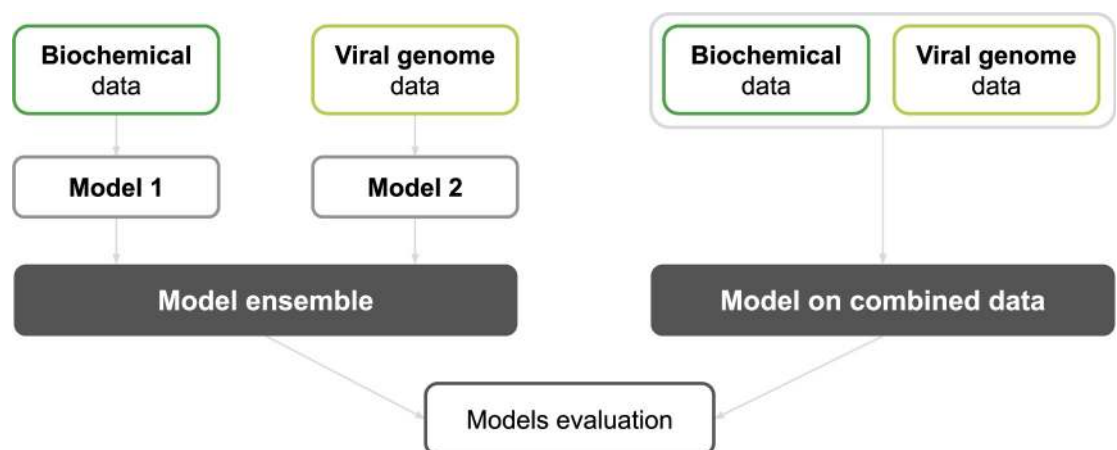 Biochemical
data
Viral genome
data
Biochemical
data
Viral genome
data
Model 1
Model 2
Model ensemble
Model on combined data
Models evaluation